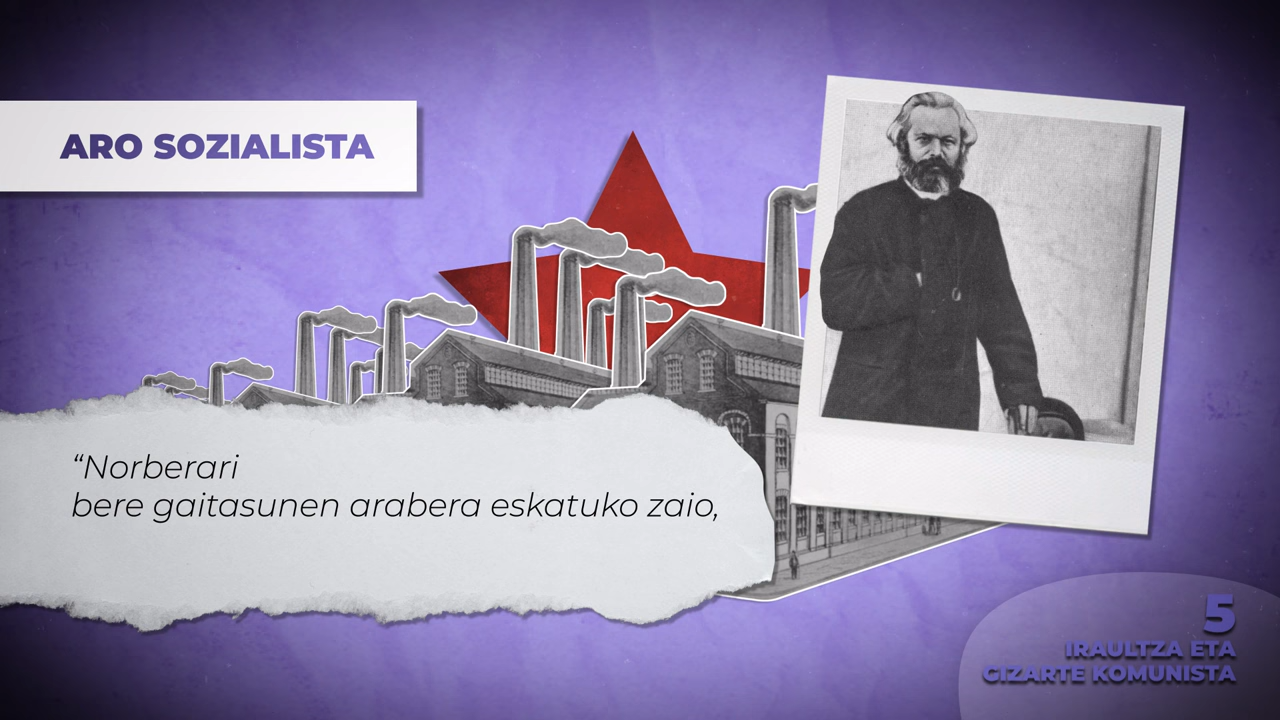 ARO SOZIALISTA
“Norberari
bere gaitasunen arabera eskatuko zaio,
5
IRAULTZA ETA
GIZARTE KOMUNISTA